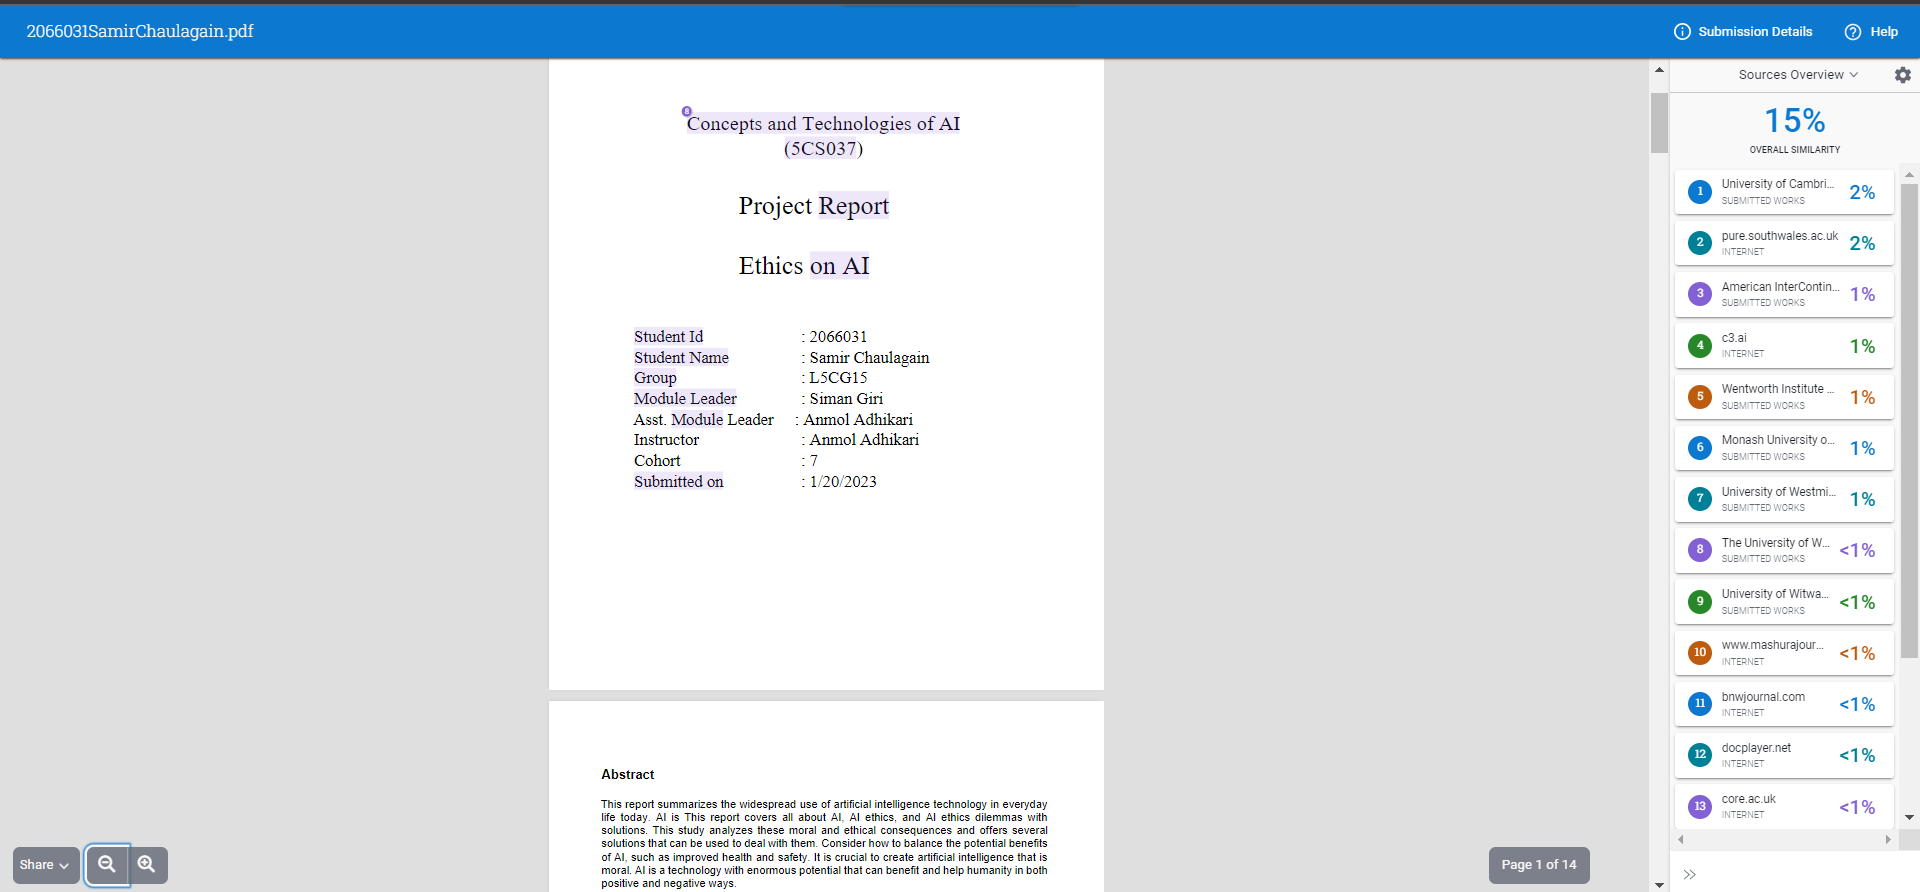 2066031SamirChaulagain.pdf
Submission Details
Help
8
Concepts and Technologies of AI
(5CS037)
Project Report
Ethics on AI
Student Id : 2066031
Student Name : Samir Chaulagain
Group : L5CG15
Module Leader : Siman Giri
Asst. Module Leader : Anmol Adhikari
Instructor : Anmol Adhikari
Cohort : 7
Submitted on : 1/20/2023
Abstract
This report summarizes the widespread use of artificial intelligence technology in everyday
life today. AI is This report covers all about AI, AI ethics, and AI ethics dilemmas with
solutions. This study analyzes these moral and ethical consequences and offers several
solutions that can be used to deal with them. Consider how to balance the potential benefits
of AI, such as improved health and safety. It is crucial to create artificial intelligence that is
moral. AI is a technology with enormous potential that can benefit and help humanity in both
positive and negative ways.
Share
Page 1 of 14
Sources Overview
15%
OVERALL SIMILARITY
1 University of Cambri... 2%
SUBMITTED WORKS
2 pure.southwales.ac.uk 2%
INTERNET
3 American InterContin... 1%
SUBMITTED WORKS
4 c3.ai 1%
INTERNET
5 Wentworth Institute ... 1%
SUBMITTED WORKS
6 Monash University o... 1%
SUBMITTED WORKS
7 University of Westmi... 1%
SUBMITTED WORKS
8 The University of W... <1%
SUBMITTED WORKS
9 University of Witwa... <1%
SUBMITTED WORKS
10 www.mashurajour... <1%
INTERNET
11 bnwjournal.com <1%
INTERNET
12 docplayer.net <1%
INTERNET
13 core.ac.uk <1%
INTERNET